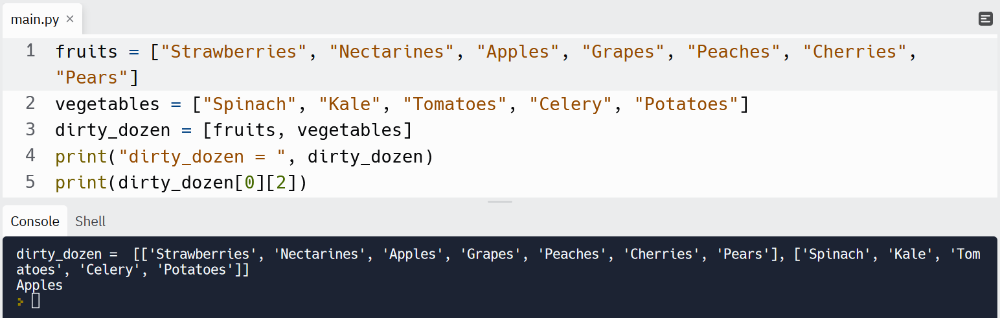 main.py ×
1 fruits = ["Strawberries", "Nectarines", "Apples", "Grapes", "Peaches", "Cherries",
"Pears"]
2 vegetables = ["Spinach", "Kale", "Tomatoes", "Celery", "Potatoes"]
3 dirty_dozen = [fruits, vegetables]
4 print("dirty_dozen = ", dirty_dozen)
5 print(dirty_dozen[0][2])
Console Shell
dirty_dozen =  [['Strawberries', 'Nectarines', 'Apples', 'Grapes', 'Peaches', 'Cherries', 'Pears'], ['Spinach', 'Kale', 'Tom
atoes', 'Celery', 'Potatoes']]
Apples
>